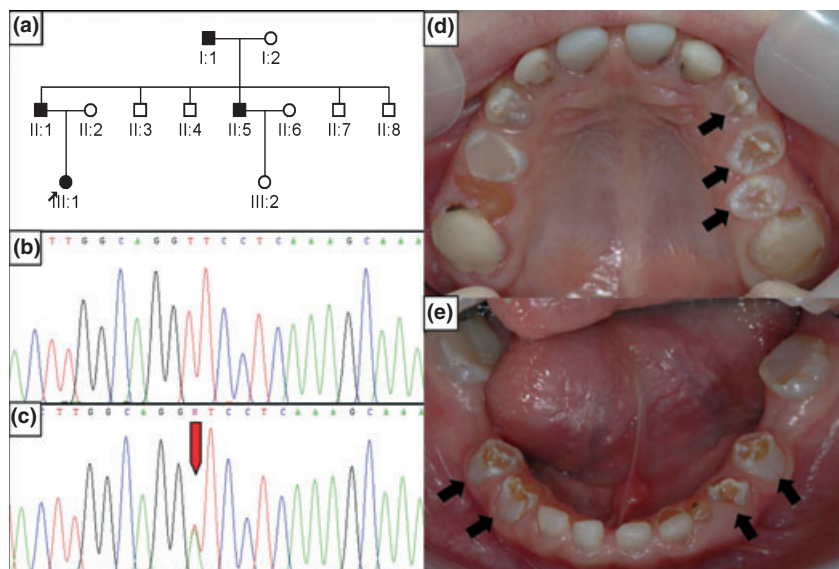 (a)
I:1 I:2
II:1 II:2 II:3 II:4 II:5 II:6 II:7 II:8
III:1 III:2
(b) T T G G C A G G T T C C T C A A A G C A A A
(c) C T T G G C A G G N T C C T C A A A G C A A A
(d)
(e)